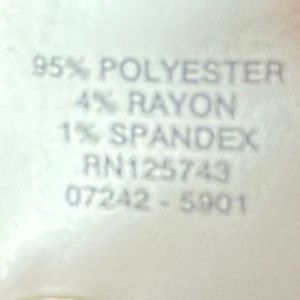 95% POLYESTER
4% RAYON
1% SPANDEX
RN125743
07242 - 5901